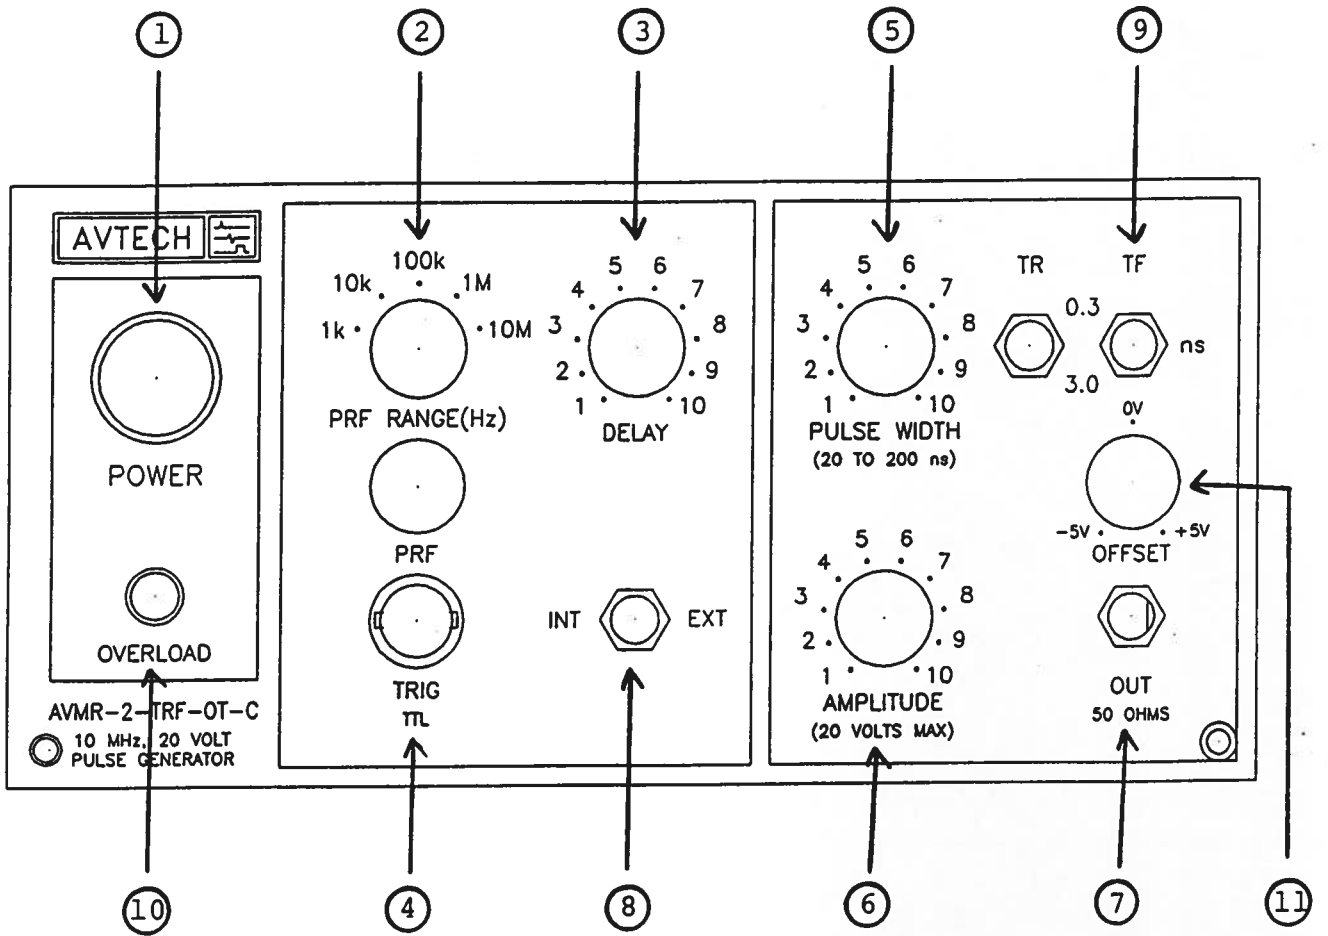 1 2 3 5 9
AVTECH
POWER
OVERLOAD
AVMR-2-TRF-OT-C
10 MHz, 20 VOLT
PULSE GENERATOR
1k 10k 100k 1M 10M
PRF RANGE(Hz)
PRF
TRIG
TTL
1 2 3 4 5 6 7 8 9 10
DELAY
INT EXT
1 2 3 4 5 6 7 8 9 10
PULSE WIDTH
(20 TO 200 ns)
1 2 3 4 5 6 7 8 9 10
AMPLITUDE
(20 VOLTS MAX)
TR TF
0.3
ns
3.0
0V
-5V +5V
OFFSET
OUT
50 OHMS
10 4 8 6 7 11